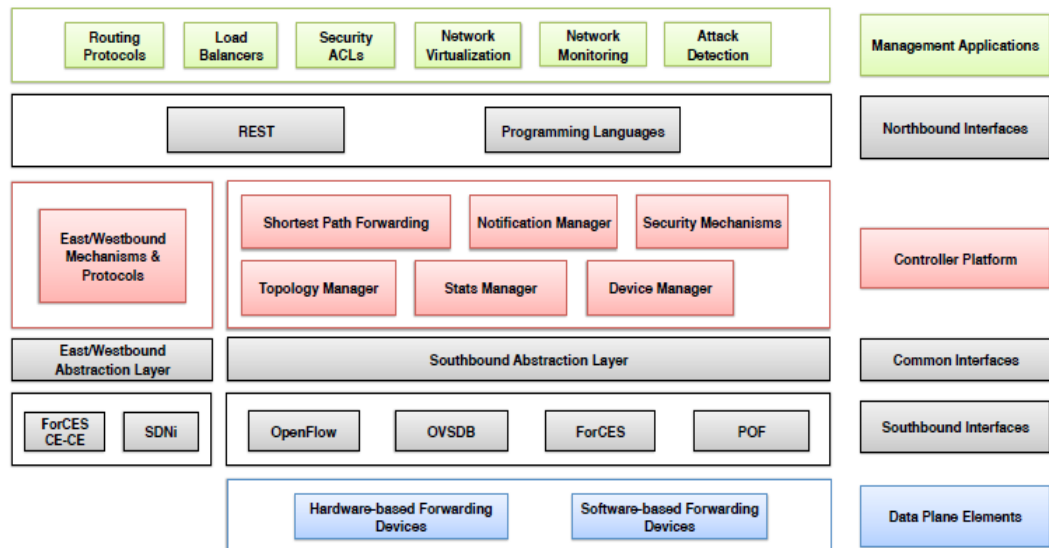 Routing
Protocols
Load
Balancers
Security
ACLs
Network
Virtualization
Network
Monitoring
Attack
Detection
Management Applications
REST
Programming Languages
Northbound Interfaces
East/Westbound
Mechanisms &
Protocols
Shortest Path Forwarding
Notification Manager
Security Mechanisms
Topology Manager
Stats Manager
Device Manager
Controller Platform
East/Westbound
Abstraction Layer
Southbound Abstraction Layer
Common Interfaces
ForCES
CE-CE
SDNi
OpenFlow
OVSDB
ForCES
POF
Southbound Interfaces
Hardware-based Forwarding
Devices
Software-based Forwarding
Devices
Data Plane Elements